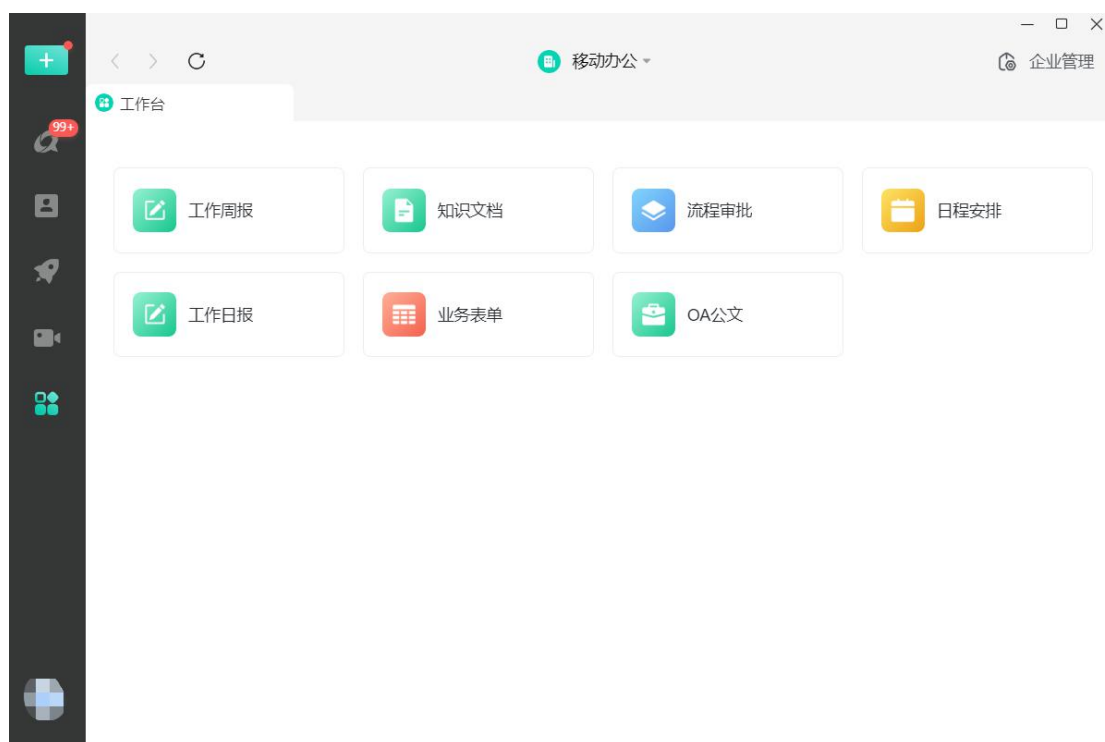 移动办公
企业管理
工作台
99+
工作周报
知识文档
流程审批
日程安排
工作日报
业务表单
OA公文